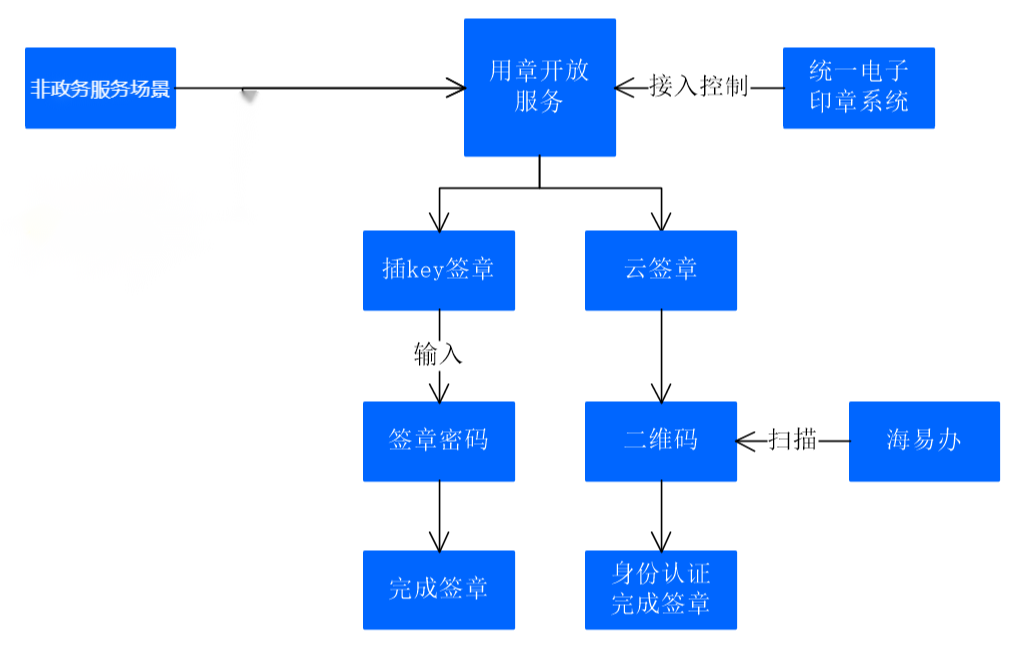 非政务服务场景
用章开放
服务
接入控制
统一电子
印章系统
插key签章
云签章
输入
签章密码
二维码
扫描
海易办
完成签章
身份认证
完成签章